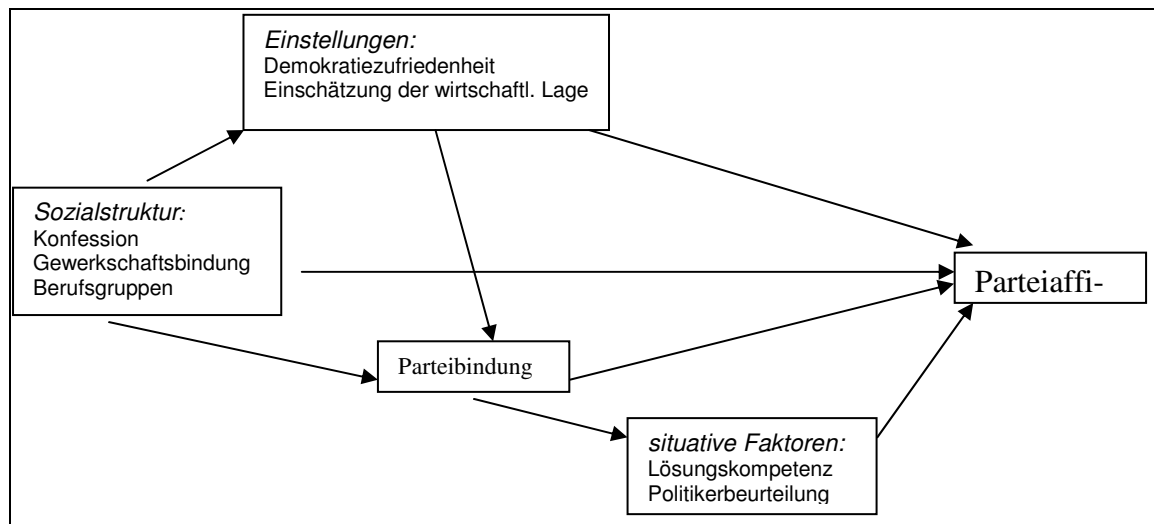 Einstellungen:
Demokratiezufriedenheit
Einschätzung der wirtschaftl. Lage
Sozialstruktur:
Konfession
Gewerkschaftsbindung
Berufsgruppen
Parteiaffi-
Parteibindung
situative Faktoren:
Lösungskompetenz
Politikerbeurteilung